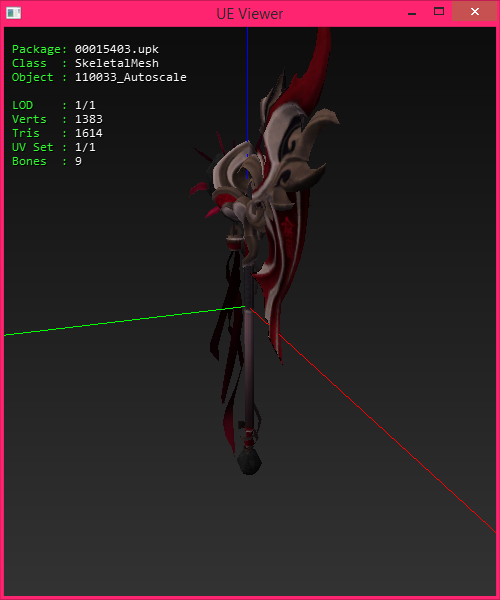 UE Viewer
Package: 00015403.upk
Class  : SkeletalMesh
Object : 110033_Autoscale
LOD    : 1/1
Verts  : 1383
Tris   : 1614
UV Set : 1/1
Bones  : 9